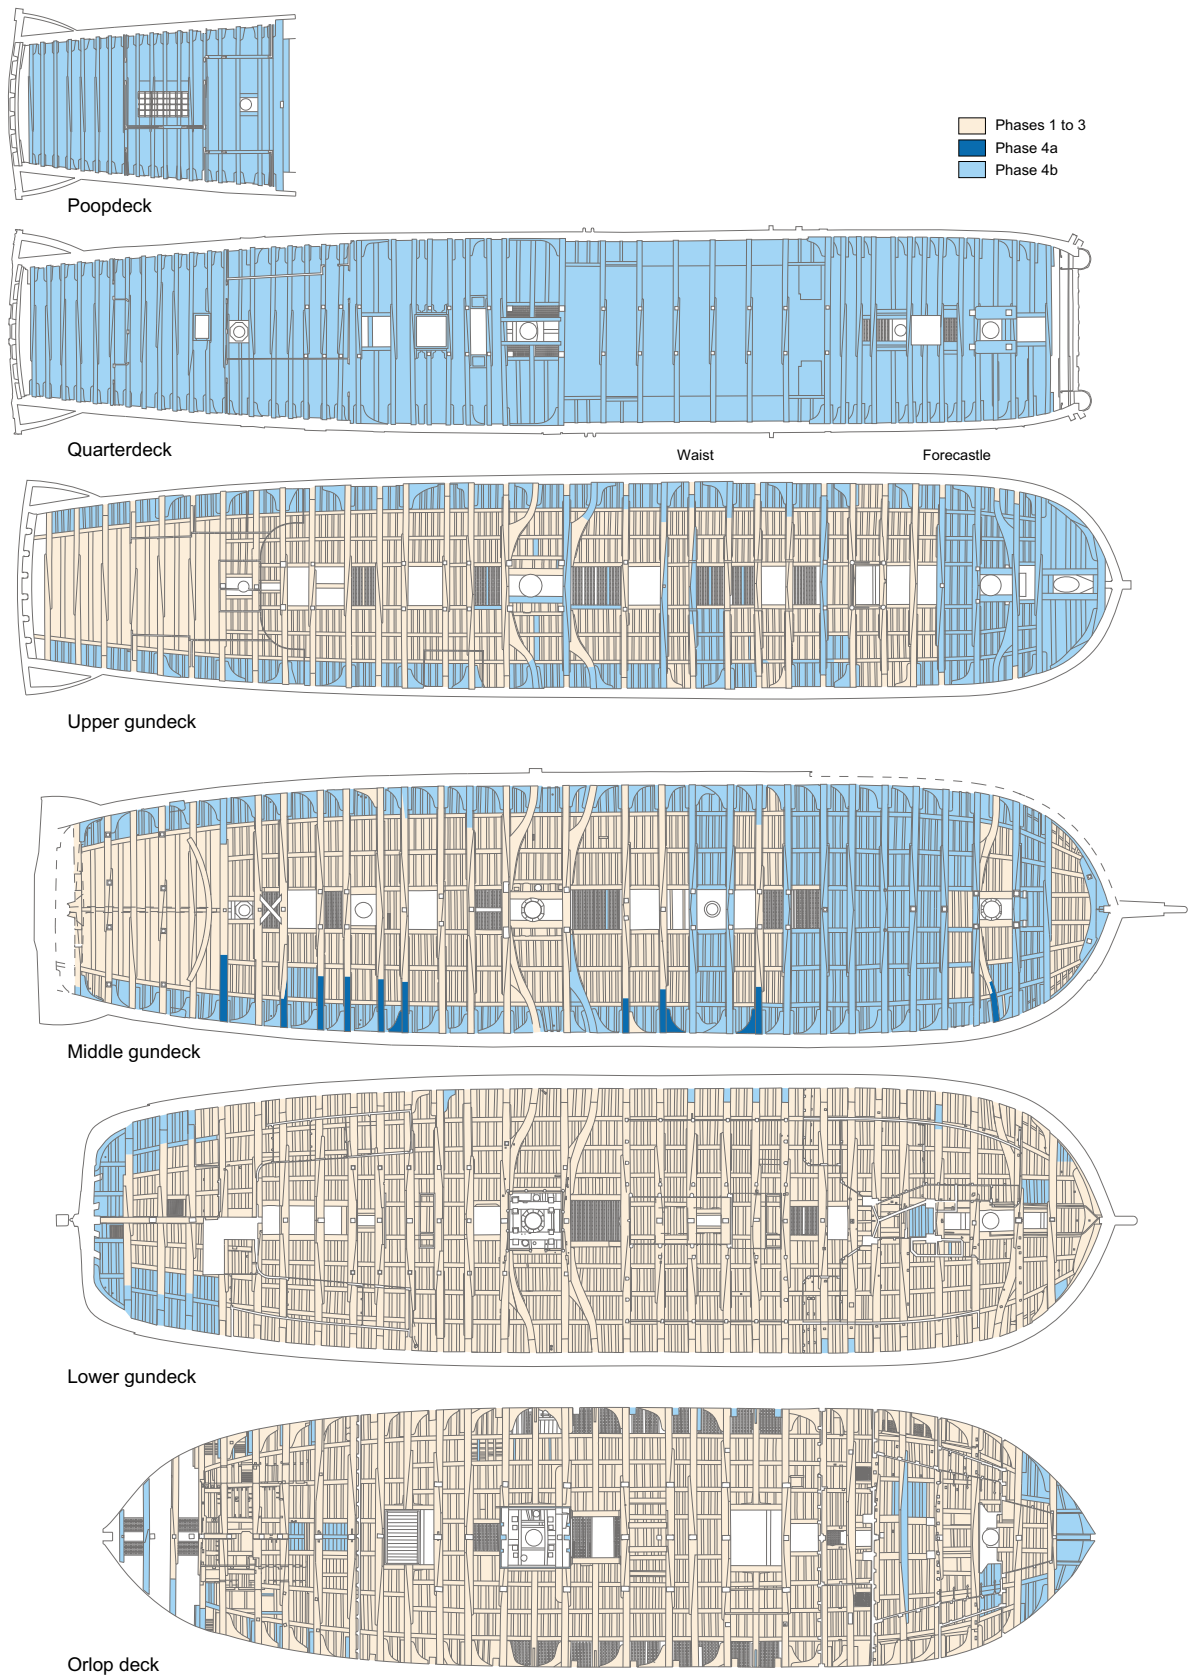 Phases 1 to 3
Phase 4a
Phase 4b
Poopdeck
Quarterdeck
Waist
Forecastle
Upper gundeck
Middle gundeck
Lower gundeck
Orlop deck